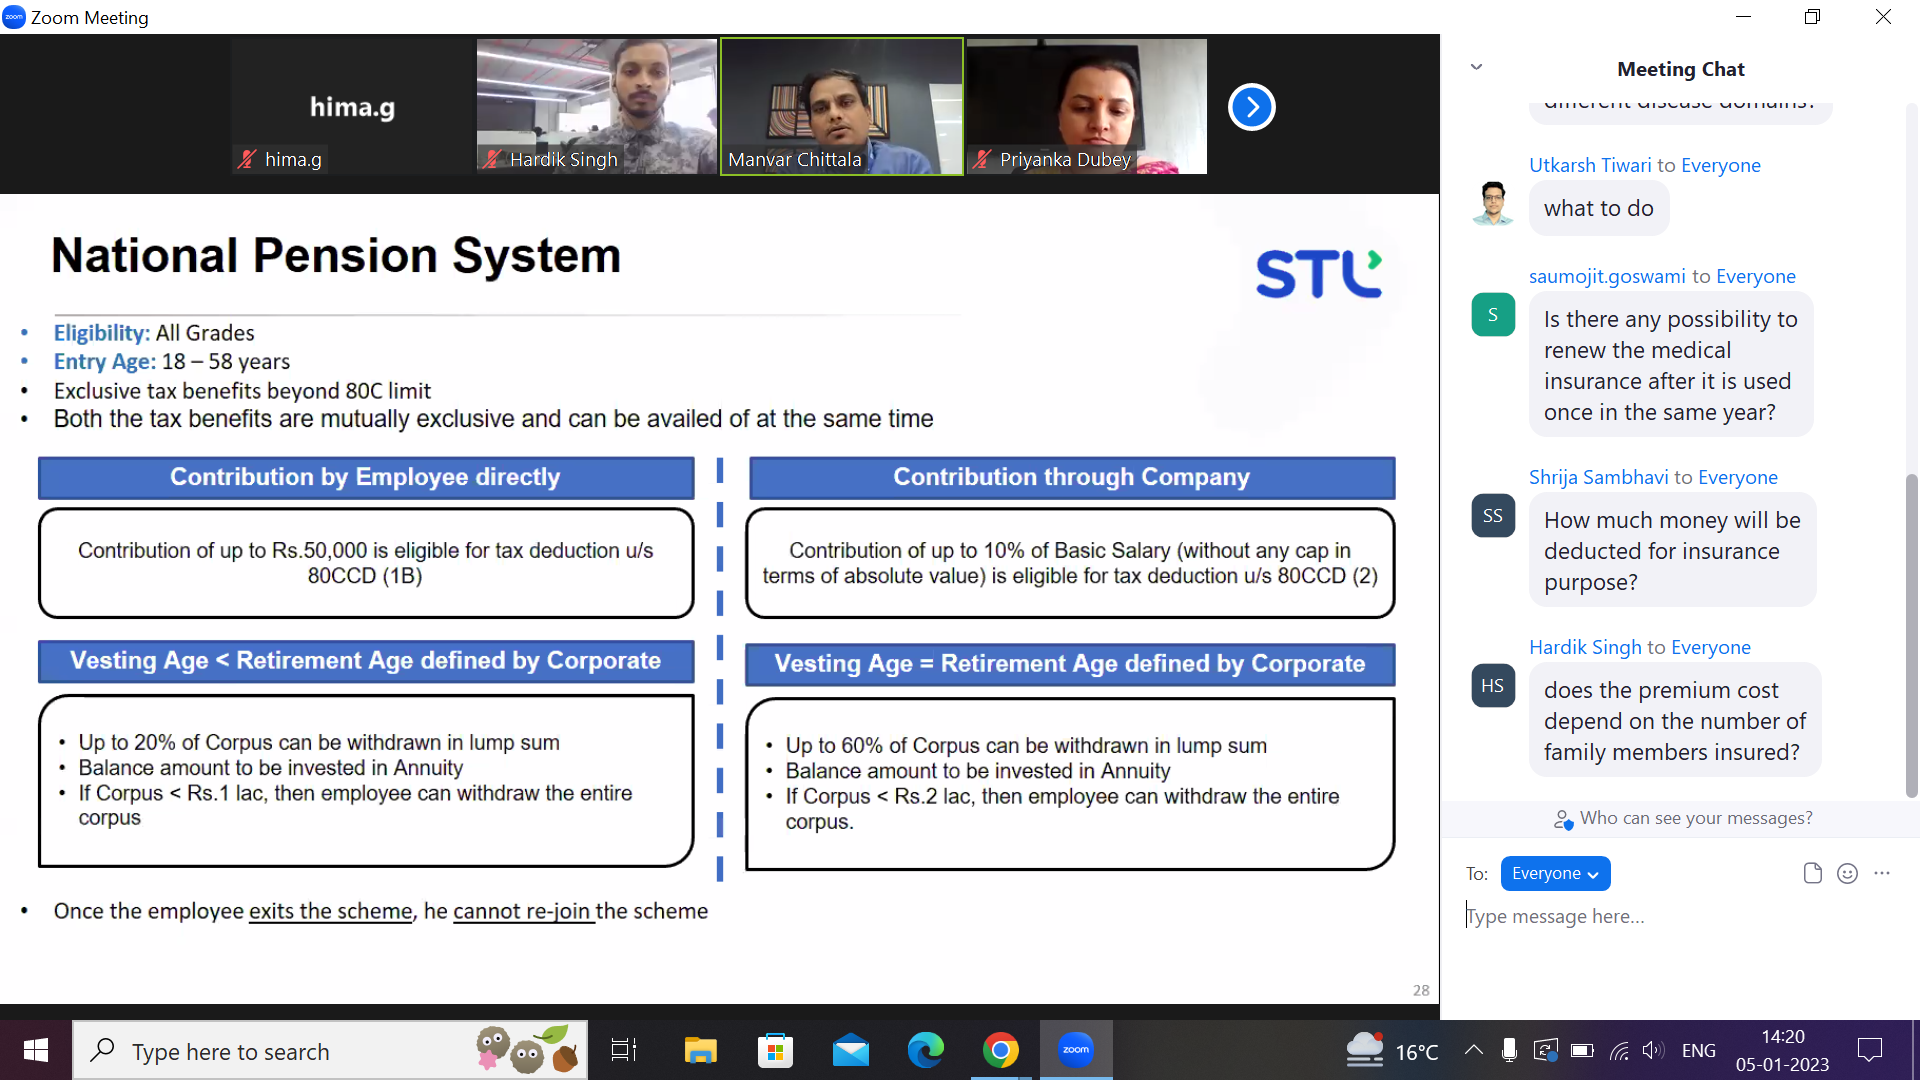 zoom Zoom Meeting
hima.g
hima.g
Hardik Singh
Manvar Chittala
Priyanka Dubey
National Pension System
STL
• Eligibility: All Grades
• Entry Age: 18 – 58 years
• Exclusive tax benefits beyond 80C limit
• Both the tax benefits are mutually exclusive and can be availed of at the same time
Contribution by Employee directly
Contribution of up to Rs.50,000 is eligible for tax deduction u/s
80CCD (1B)
Vesting Age < Retirement Age defined by Corporate
• Up to 20% of Corpus can be withdrawn in lump sum
• Balance amount to be invested in Annuity
• If Corpus < Rs.1 lac, then employee can withdraw the entire
corpus
Contribution through Company
Contribution of up to 10% of Basic Salary (without any cap in
terms of absolute value) is eligible for tax deduction u/s 80CCD (2)
Vesting Age = Retirement Age defined by Corporate
• Up to 60% of Corpus can be withdrawn in lump sum
• Balance amount to be invested in Annuity
• If Corpus < Rs.2 lac, then employee can withdraw the entire
corpus.
• Once the employee exits the scheme, he cannot re-join the scheme
28
Meeting Chat
different disease domains?
Utkarsh Tiwari to Everyone
what to do
saumojit.goswami to Everyone
S
Is there any possibility to
renew the medical
insurance after it is used
once in the same year?
Shrija Sambhavi to Everyone
SS
How much money will be
deducted for insurance
purpose?
Hardik Singh to Everyone
HS
does the premium cost
depend on the number of
family members insured?
Who can see your messages?
To: Everyone
Type message here...
Type here to search
zoom
16°C
ENG
14:20
05-01-2023